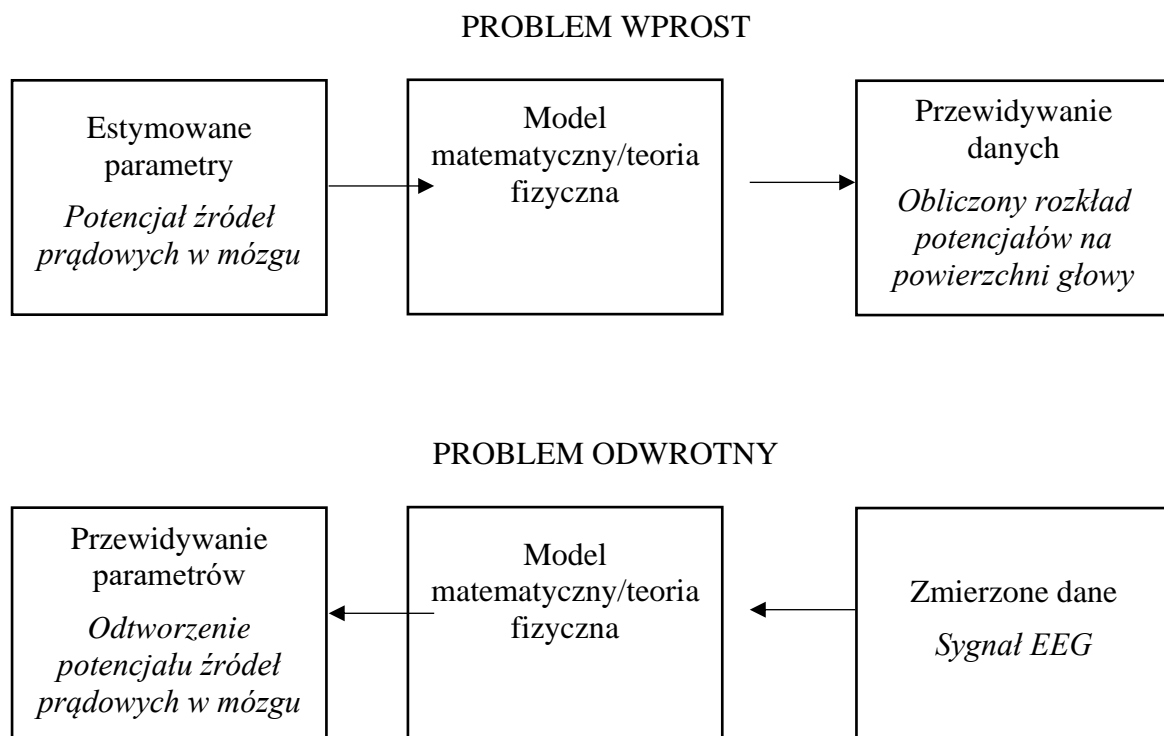 PROBLEM WPROST
Estymowane
parametry
Potencjał źródeł
prądowych w mózgu
Model
matematyczny/teoria
fizyczna
Przewidywanie
danych
Obliczony rozkład
potencjałów na
powierzchni głowy
PROBLEM ODWROTNY
Przewidywanie
parametrów
Odtworzenie
potencjału źródeł
prądowych w mózgu
Model
matematyczny/teoria
fizyczna
Zmierzone dane
Sygnał EEG